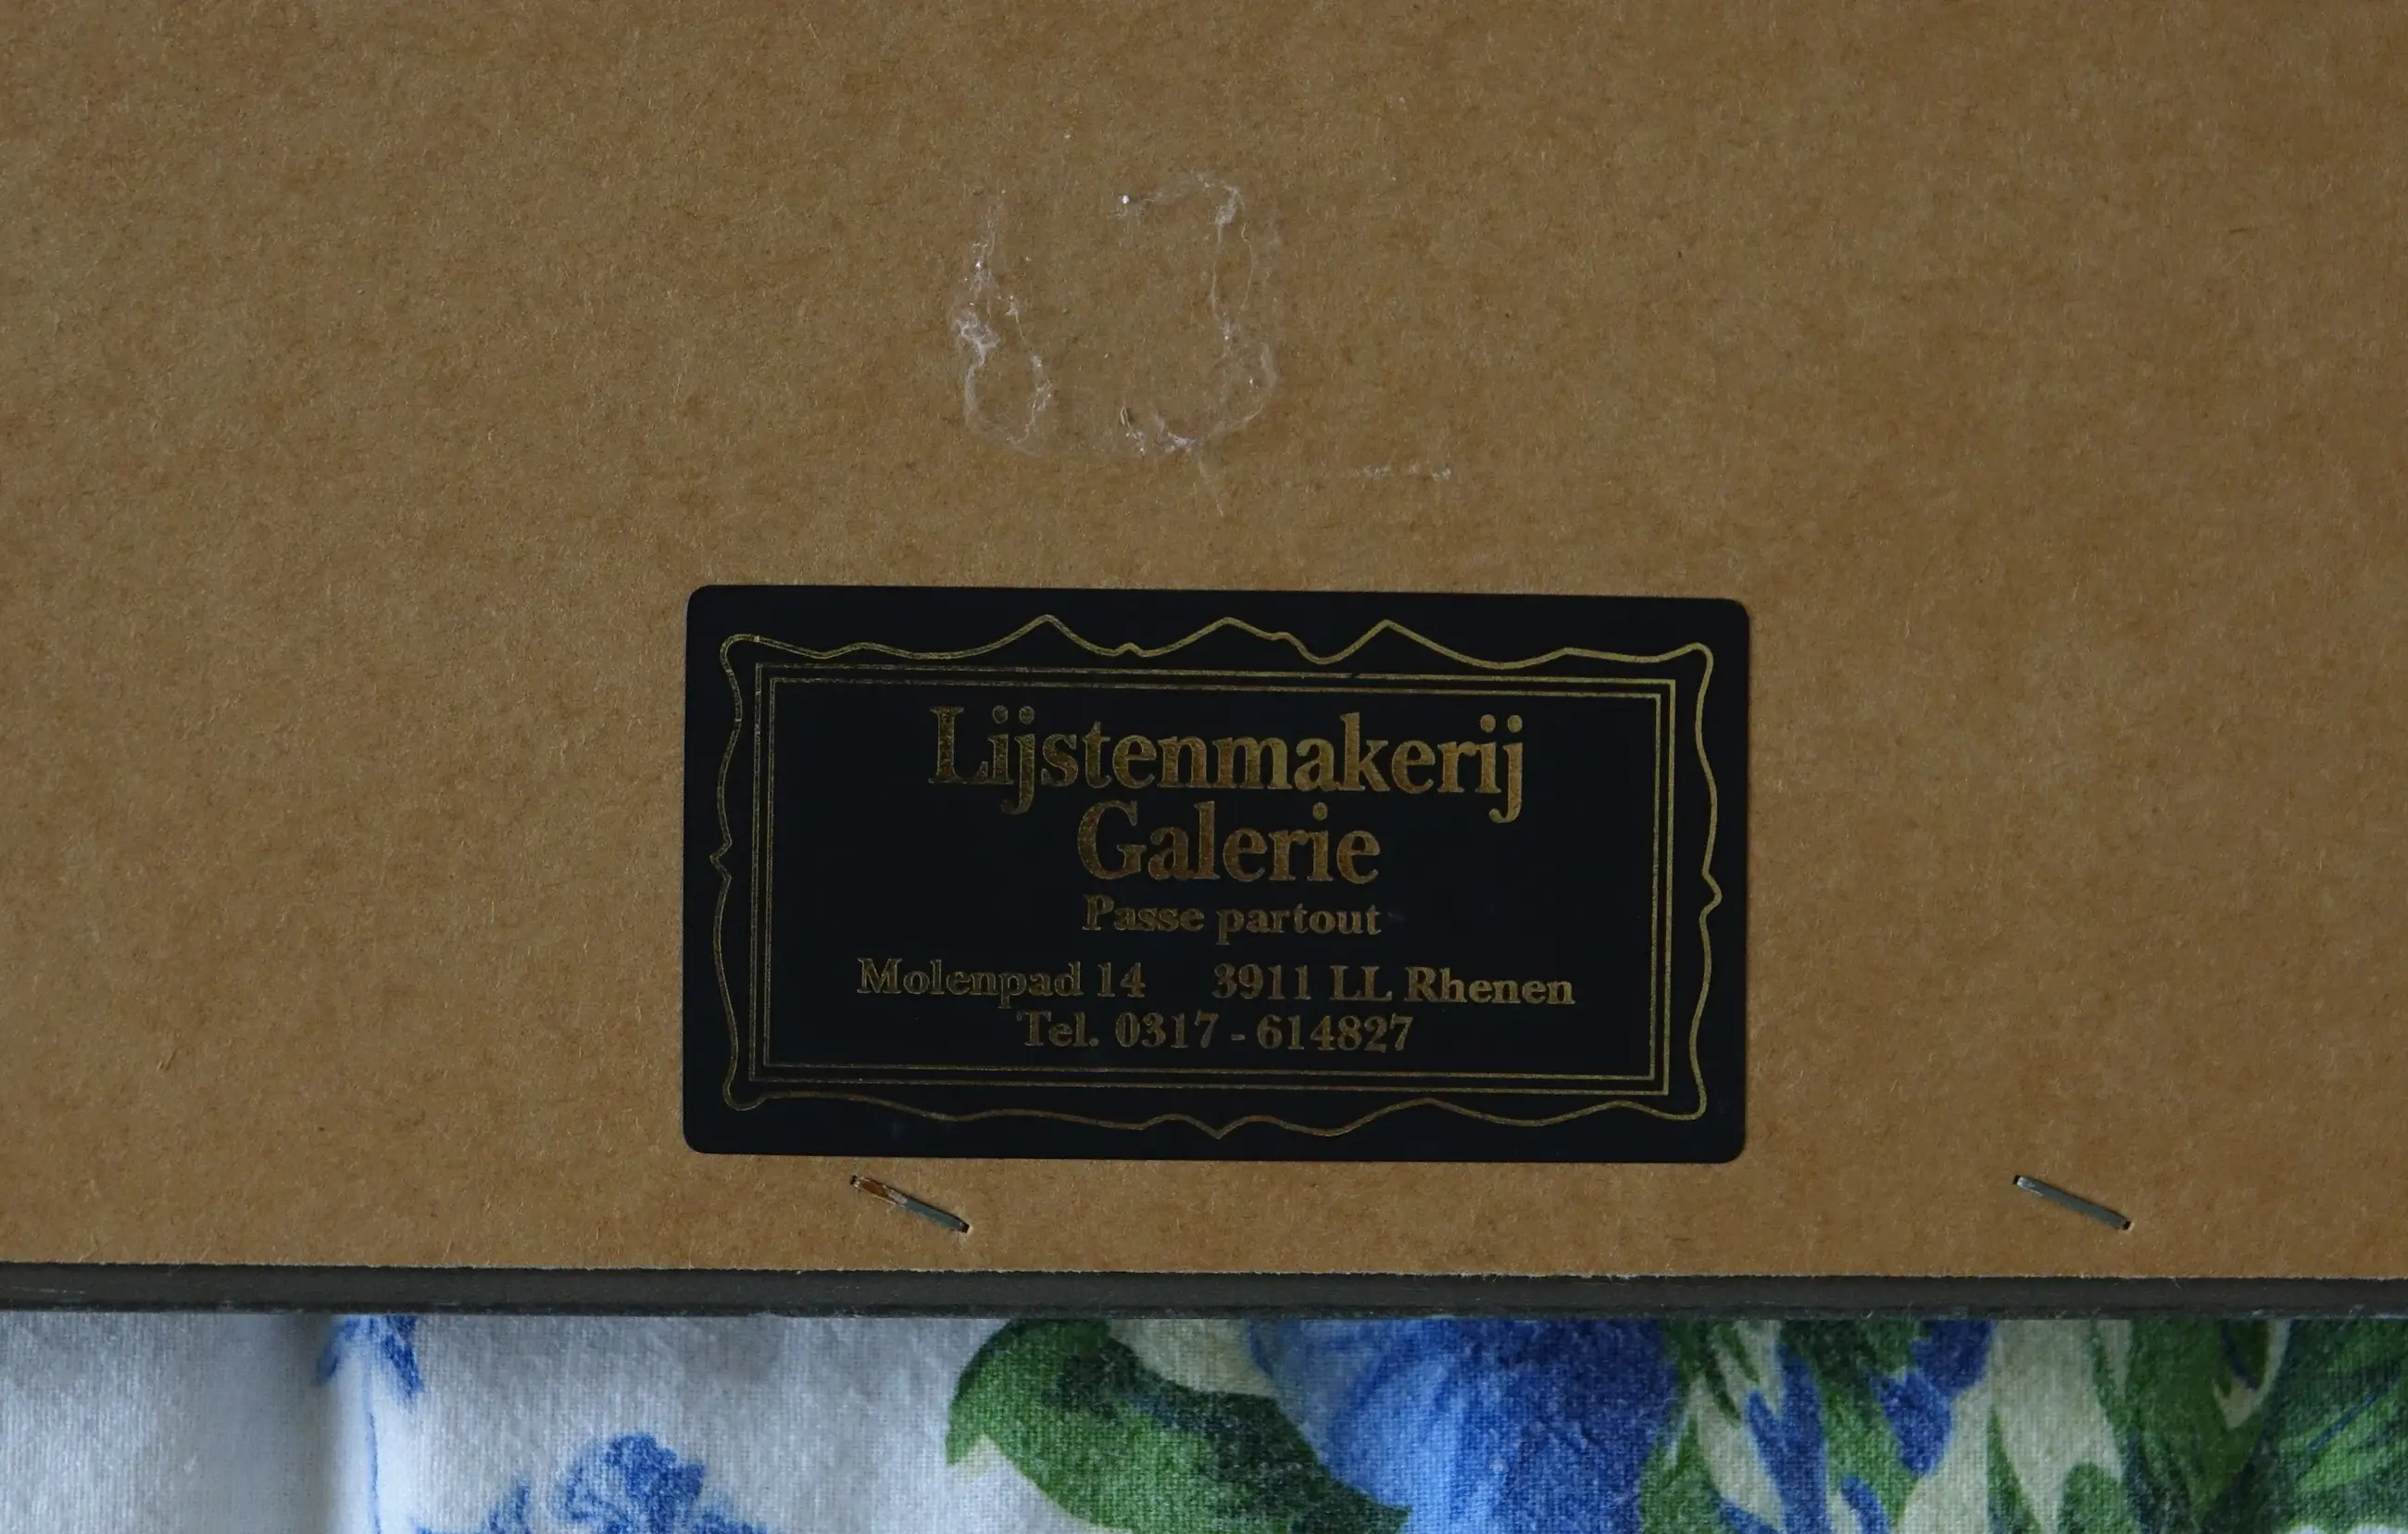 Lijstenmakerij
Galerie
Passe partout
Molenpad 14 3911 LL Rhenen
Tel. 0317 - 614827